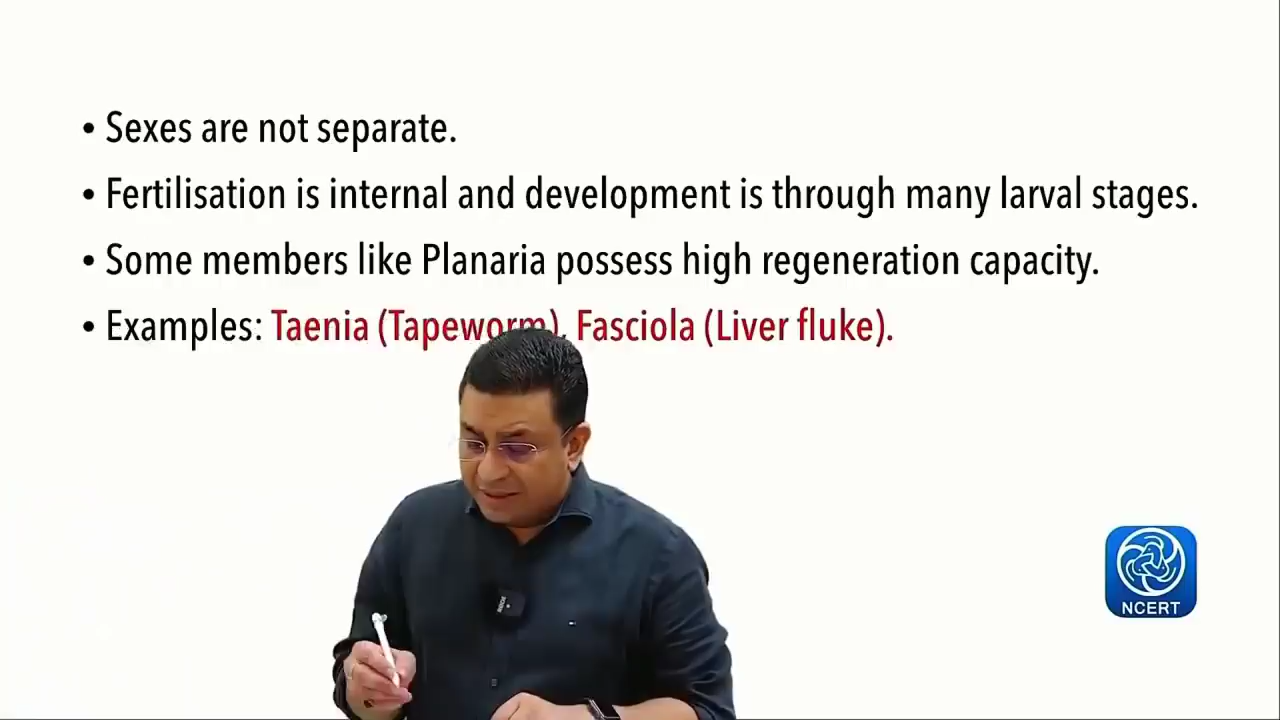 • Sexes are not separate.
• Fertilisation is internal and development is through many larval stages.
• Some members like Planaria possess high regeneration capacity.
• Examples: Taenia (Tapeworm), Fasciola (Liver fluke).
NCERT